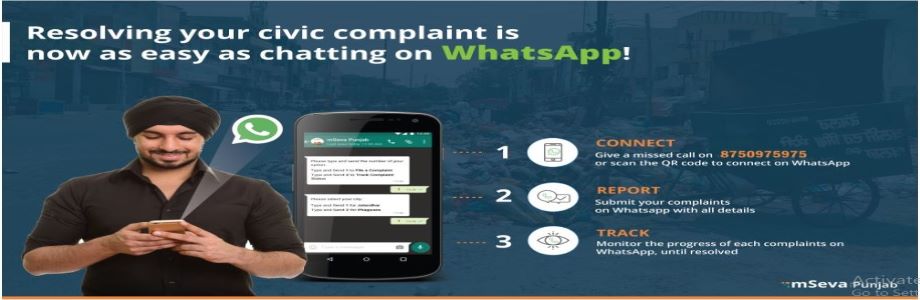 Resolving your civic complaint is
now as easy as chatting on WhatsApp!
mSeva Punjab
Please type and send the number of your
option
Type and Send 1 to File a Complaint
Type and Send 2 to Track Complaint
Status
Please select your city
Type and Send 1 for Jalandhar
Type and Send 2 for Phagwara
Type a message
1
CONNECT
Give a missed call on 8750975975
or scan the QR code to connect on WhatsApp
2
REPORT
Submit your complaints
on Whatsapp with all details
3
TRACK
Monitor the progress of each complaints on
WhatsApp, until resolved
mSeva Punjab
Activate
Go to Sett